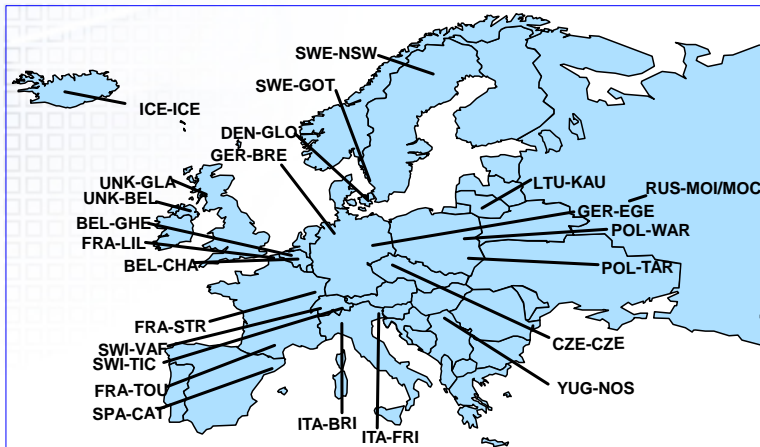 SWE-NSW
SWE-GOT
ICE-ICE
DEN-GLO
GER-BRE
UNK-GLA
LTU-KAU
RUS-MOI/MOC
UNK-BEL
GER-EGE
BEL-GHE
POL-WAR
FRA-LIL
BEL-CHA
POL-TAR
FRA-STR
CZE-CZE
SWI-VAF
SWI-TIC
FRA-TOU
YUG-NOS
SPA-CAT
ITA-BRI
ITA-FRI